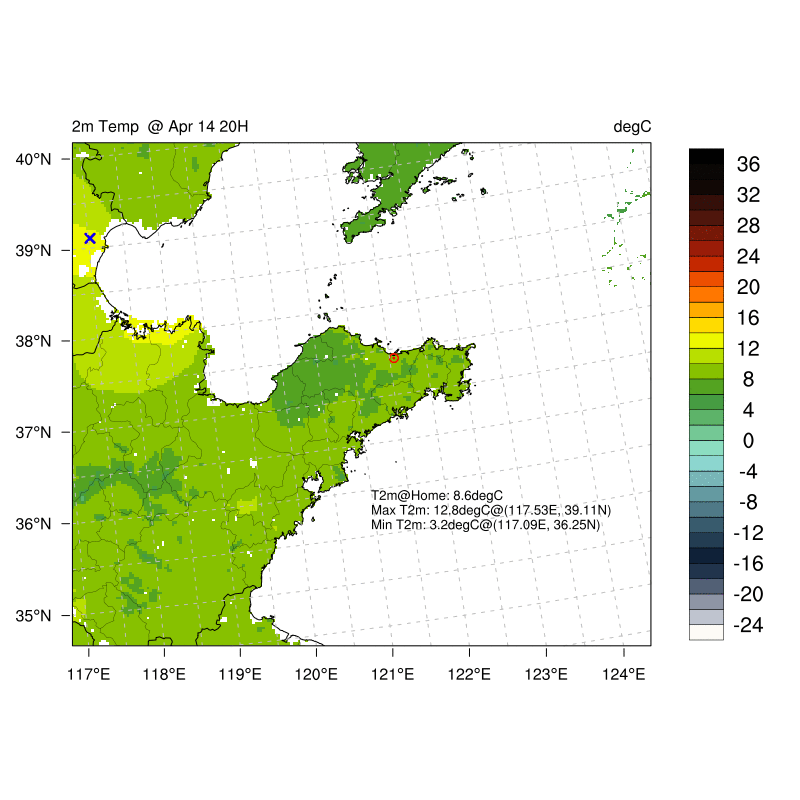 2m Temp @ Apr 14 20H
degC
40°N
39°N
38°N
37°N
36°N
35°N
117°E
118°E
119°E
120°E
121°E
122°E
123°E
124°E
T2m@Home: 8.6degC
Max T2m: 12.8degC@(117.53E, 39.11N)
Min T2m: 3.2degC@(117.09E, 36.25N)
36
32
28
24
20
16
12
8
4
0
-4
-8
-12
-16
-20
-24